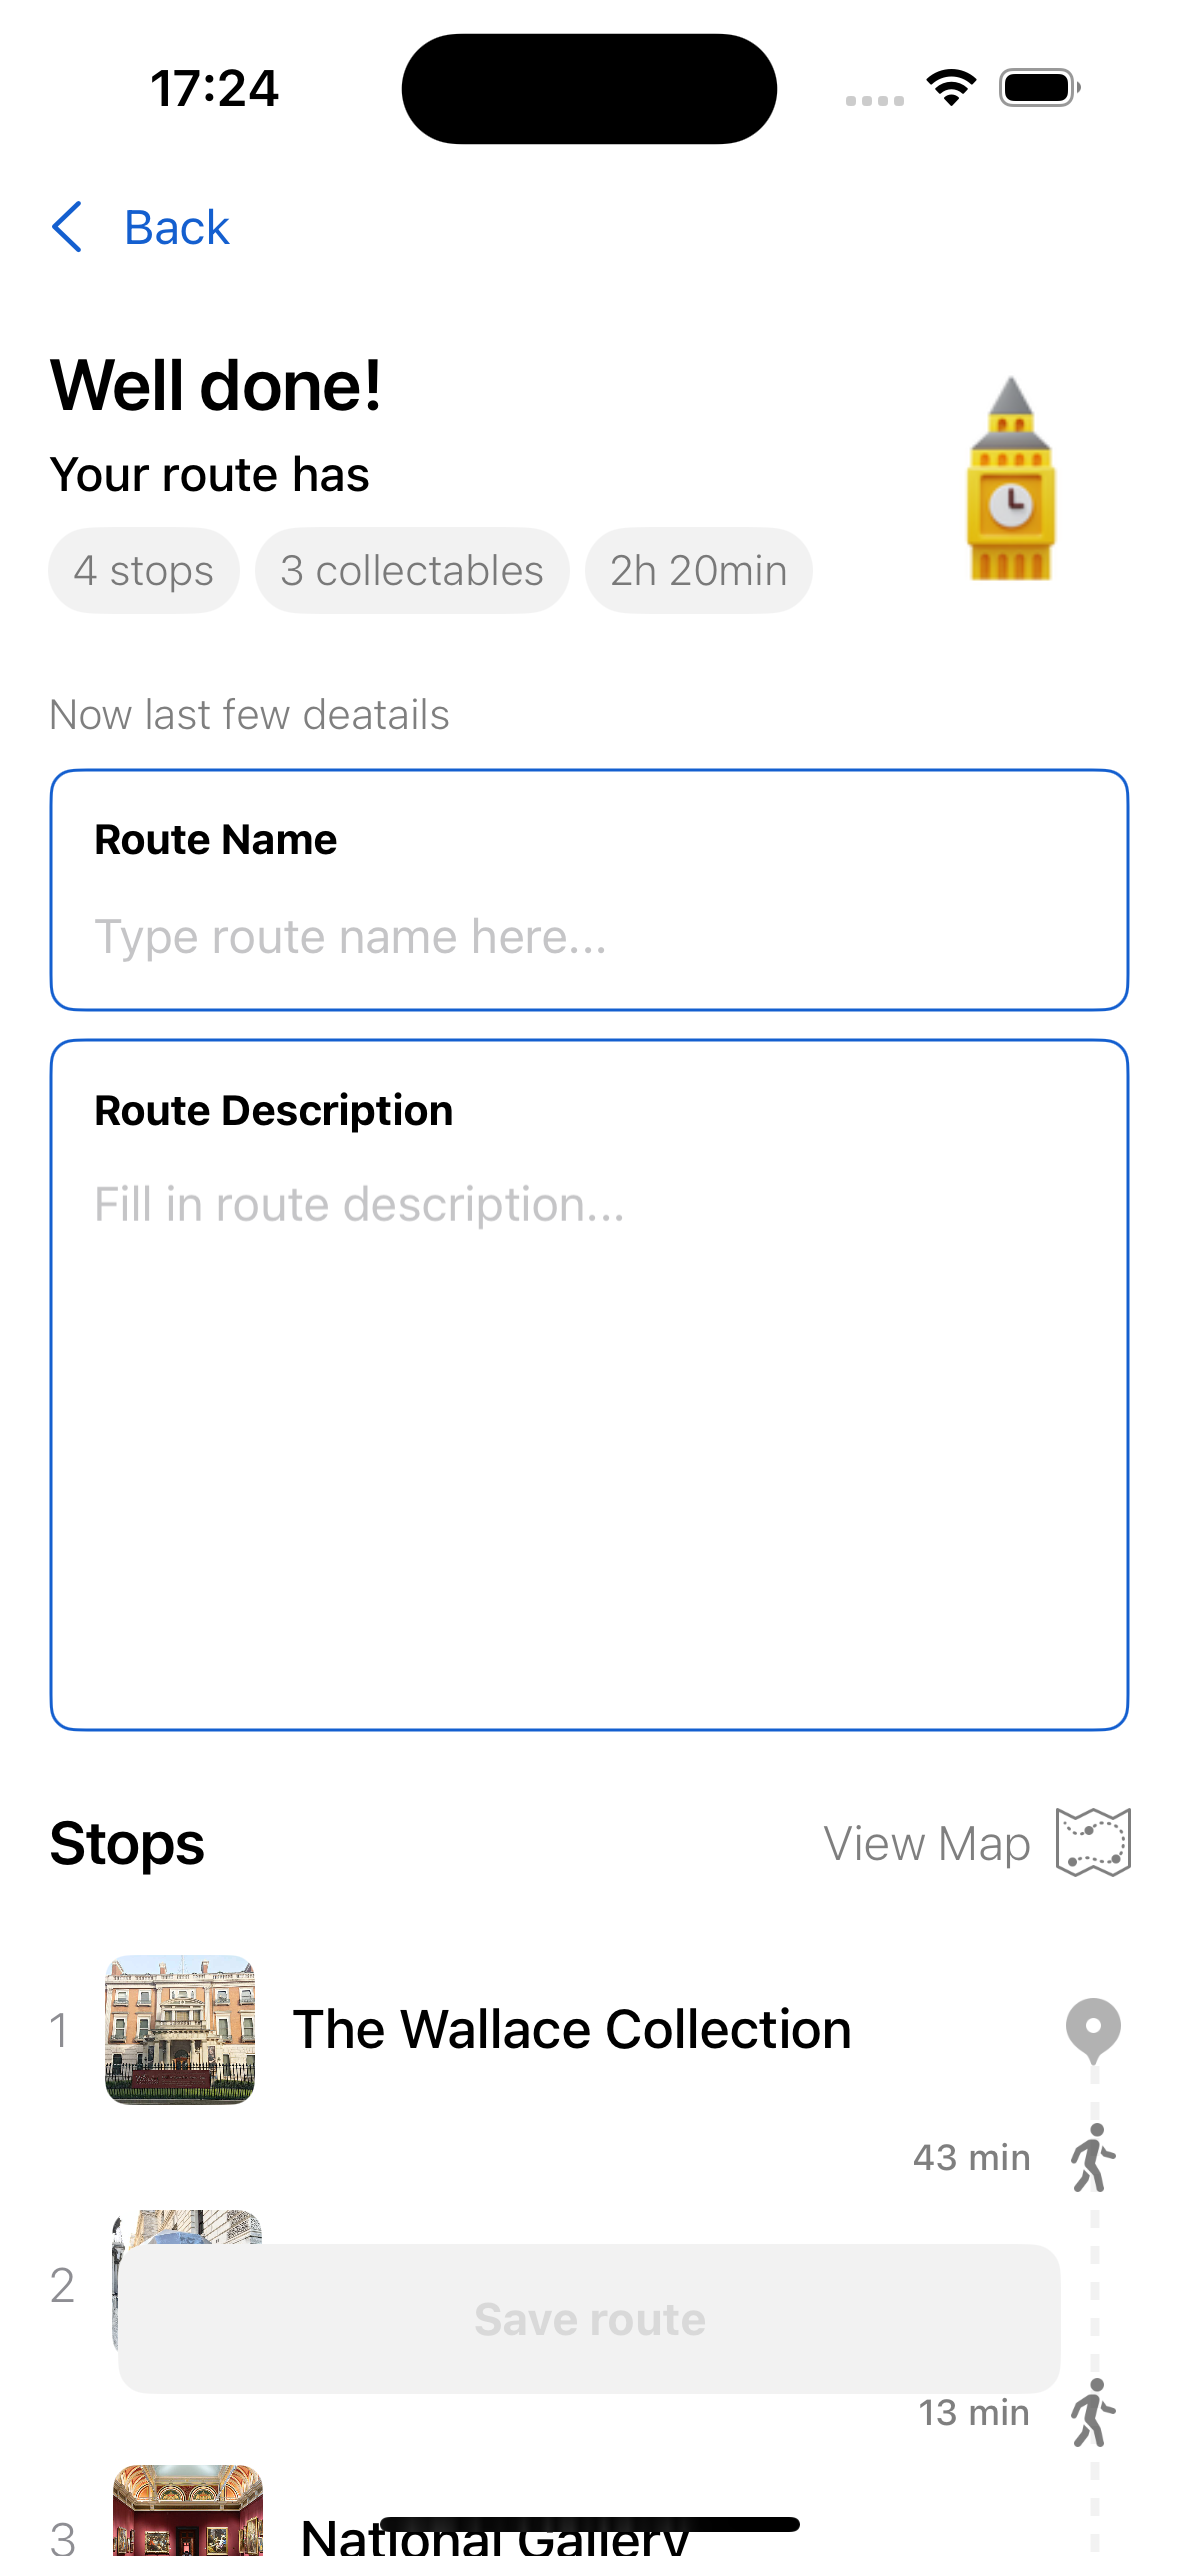 17:24
Back
Well done!
Your route has
4 stops
3 collectables
2h 20min
Now last few deatails
Route Name
Type route name here...
Route Description
Fill in route description...
Stops
View Map
1
The Wallace Collection
43 min
2
Save route
13 min
3
National Gallery